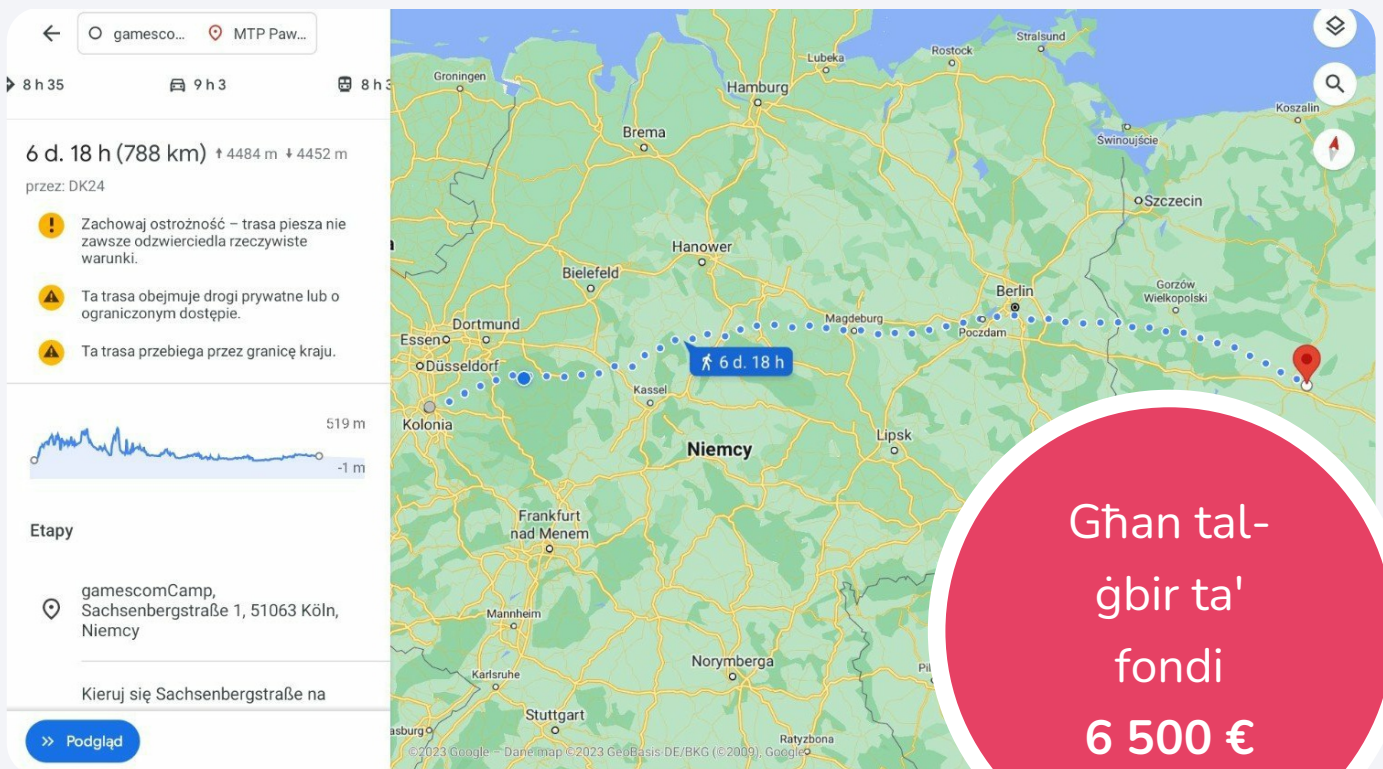 gamesco... MTP Paw...
8 h 35 9 h 3
6 d. 18 h (788 km) ↑ 4484 m ↓ 4452 m
przez: DK24
Zachowaj ostrożność – trasa piesza nie
zawsze odzwierciedla rzeczywiste
warunki.
Ta trasa obejmuje drogi prywatne lub o
ograniczonym dostępie.
Ta trasa przebiega przez granicę kraju.
519 m
-1 m
Etapy
gamescomCamp,
Sachsenbergstraße 1, 51063 Köln,
Niemcy
Kieruj się Sachsenbergstraße na
Podgląd
Stralsund
Rostock
Lubeka
Groningen
Hamburg
Koszalin
Brema
Świnoujście
Szczecin
Hanower
Bielefeld
Berlin
Gorzów
Wielkopolski
Magdeburg
Poczdam
Dortmund
Essen
Düsseldorf
6 d. 18 h
Kassel
Kolonia
Lipsk
Niemcy
Frankfurt
nad Menem
Mannheim
Norymberga
Karlsruhe
Stuttgart
Ratyzbona
©2023 Google – Dane map ©2023 GeoBasis-DE/BKG (©2009), Google
Għan tal-
ġbir ta'
fondi
6 500 €